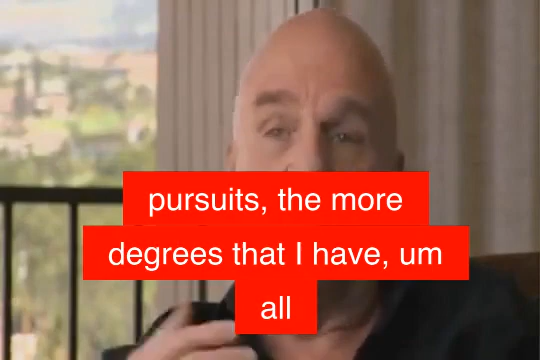 pursuits, the more
degrees that I have, um
all